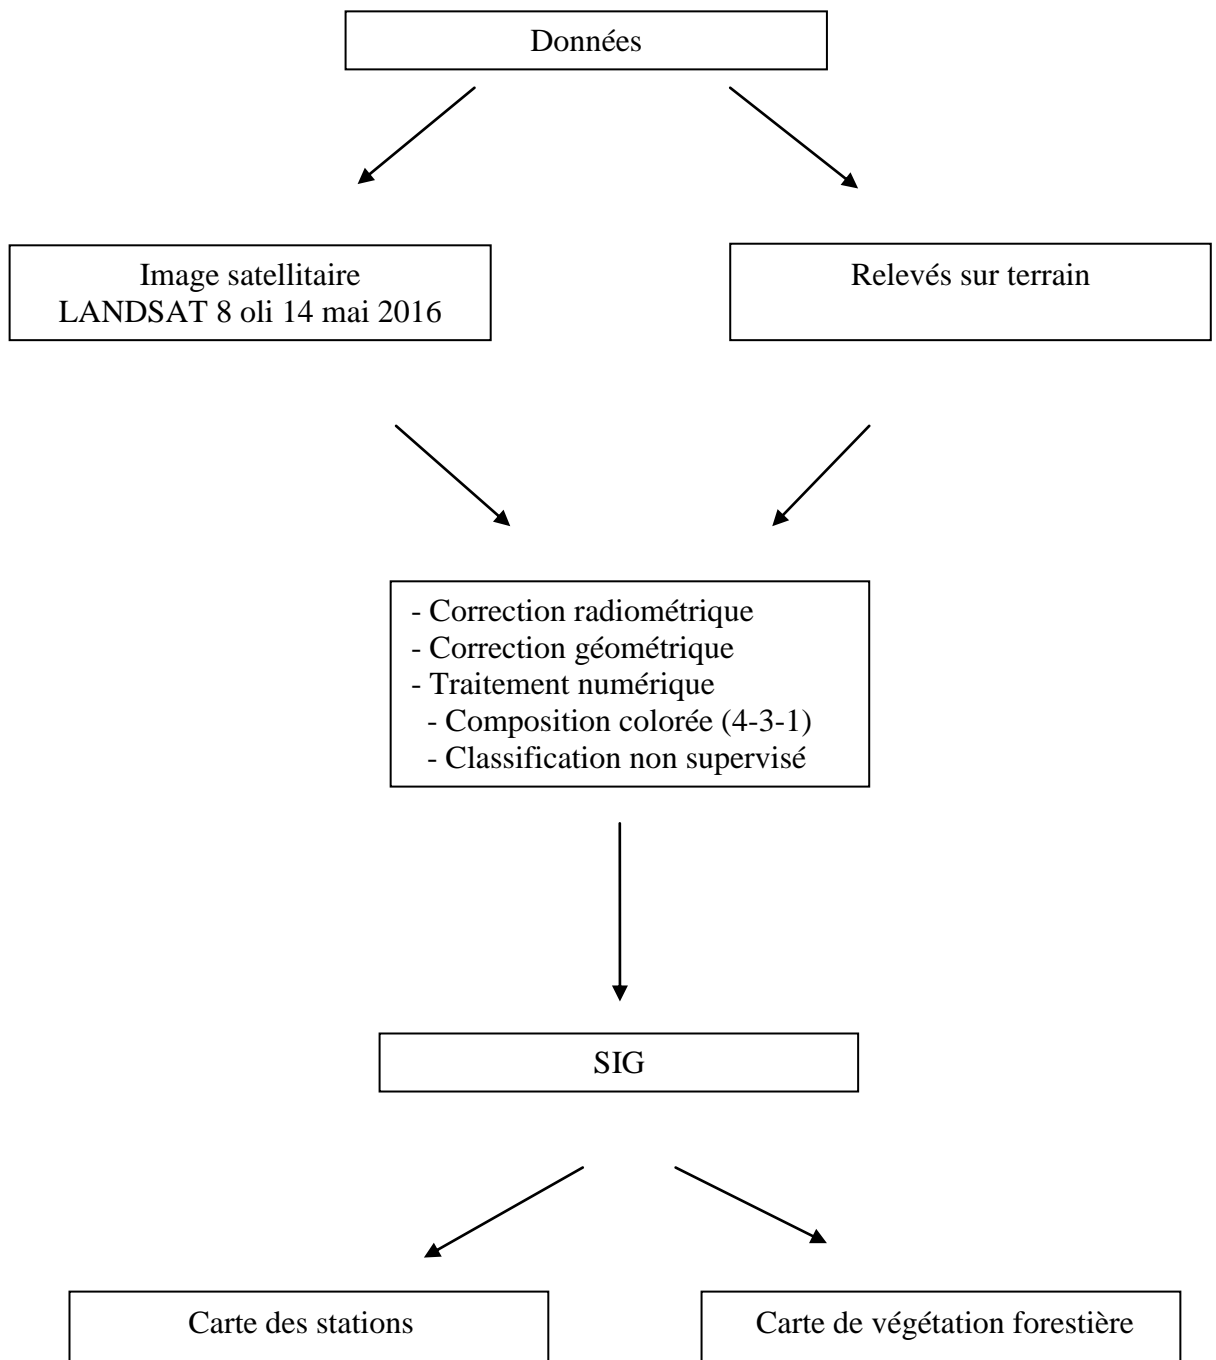 Données
Image satellitaire
LANDSAT 8 oli 14 mai 2016
Relevés sur terrain
- Correction radiométrique
- Correction géométrique
- Traitement numérique
- Composition colorée (4-3-1)
- Classification non supervisé
SIG
Carte des stations
Carte de végétation forestière